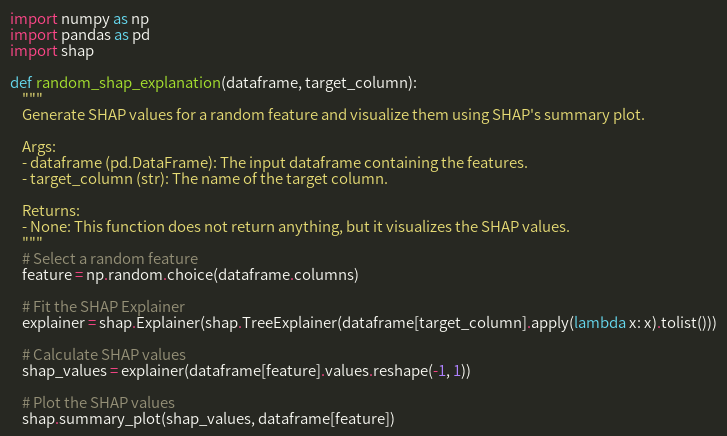 import numpy as np
import pandas as pd
import shap

def random_shap_explanation(dataframe, target_column):
    """
    Generate SHAP values for a random feature and visualize them using SHAP's summary plot.

    Args:
    - dataframe (pd.DataFrame): The input dataframe containing the features.
    - target_column (str): The name of the target column.

    Returns:
    - None: This function does not return anything, but it visualizes the SHAP values.
    """
    # Select a random feature
    feature = np.random.choice(dataframe.columns)

    # Fit the SHAP Explainer
    explainer = shap.Explainer(shap.TreeExplainer(dataframe[target_column].apply(lambda x: x).tolist()))

    # Calculate SHAP values
    shap_values = explainer(dataframe[feature].values.reshape(-1, 1))

    # Plot the SHAP values
    shap.summary_plot(shap_values, dataframe[feature])